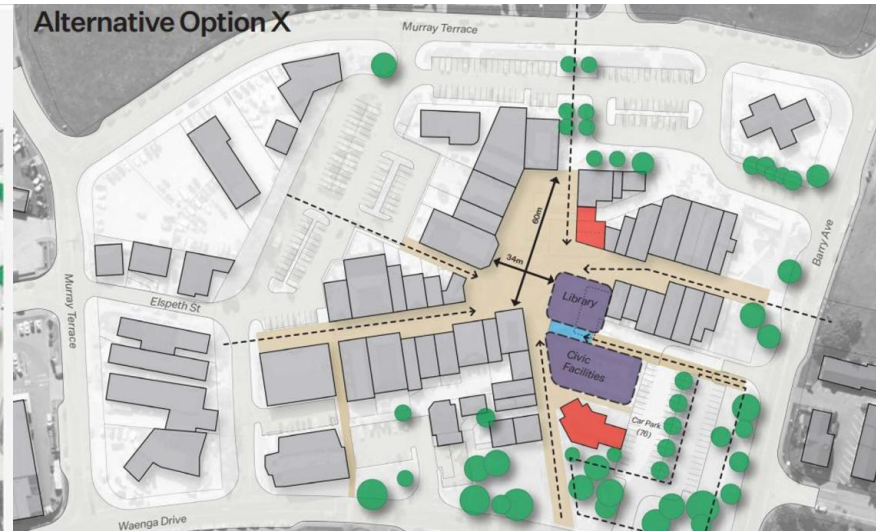 Alternative Option X
Murray Terrace
60m
34m
Barry Ave
Library
Elspeth St
Murray Terrace
Civic
Facilities
Car Park
(76)
Waenga Drive